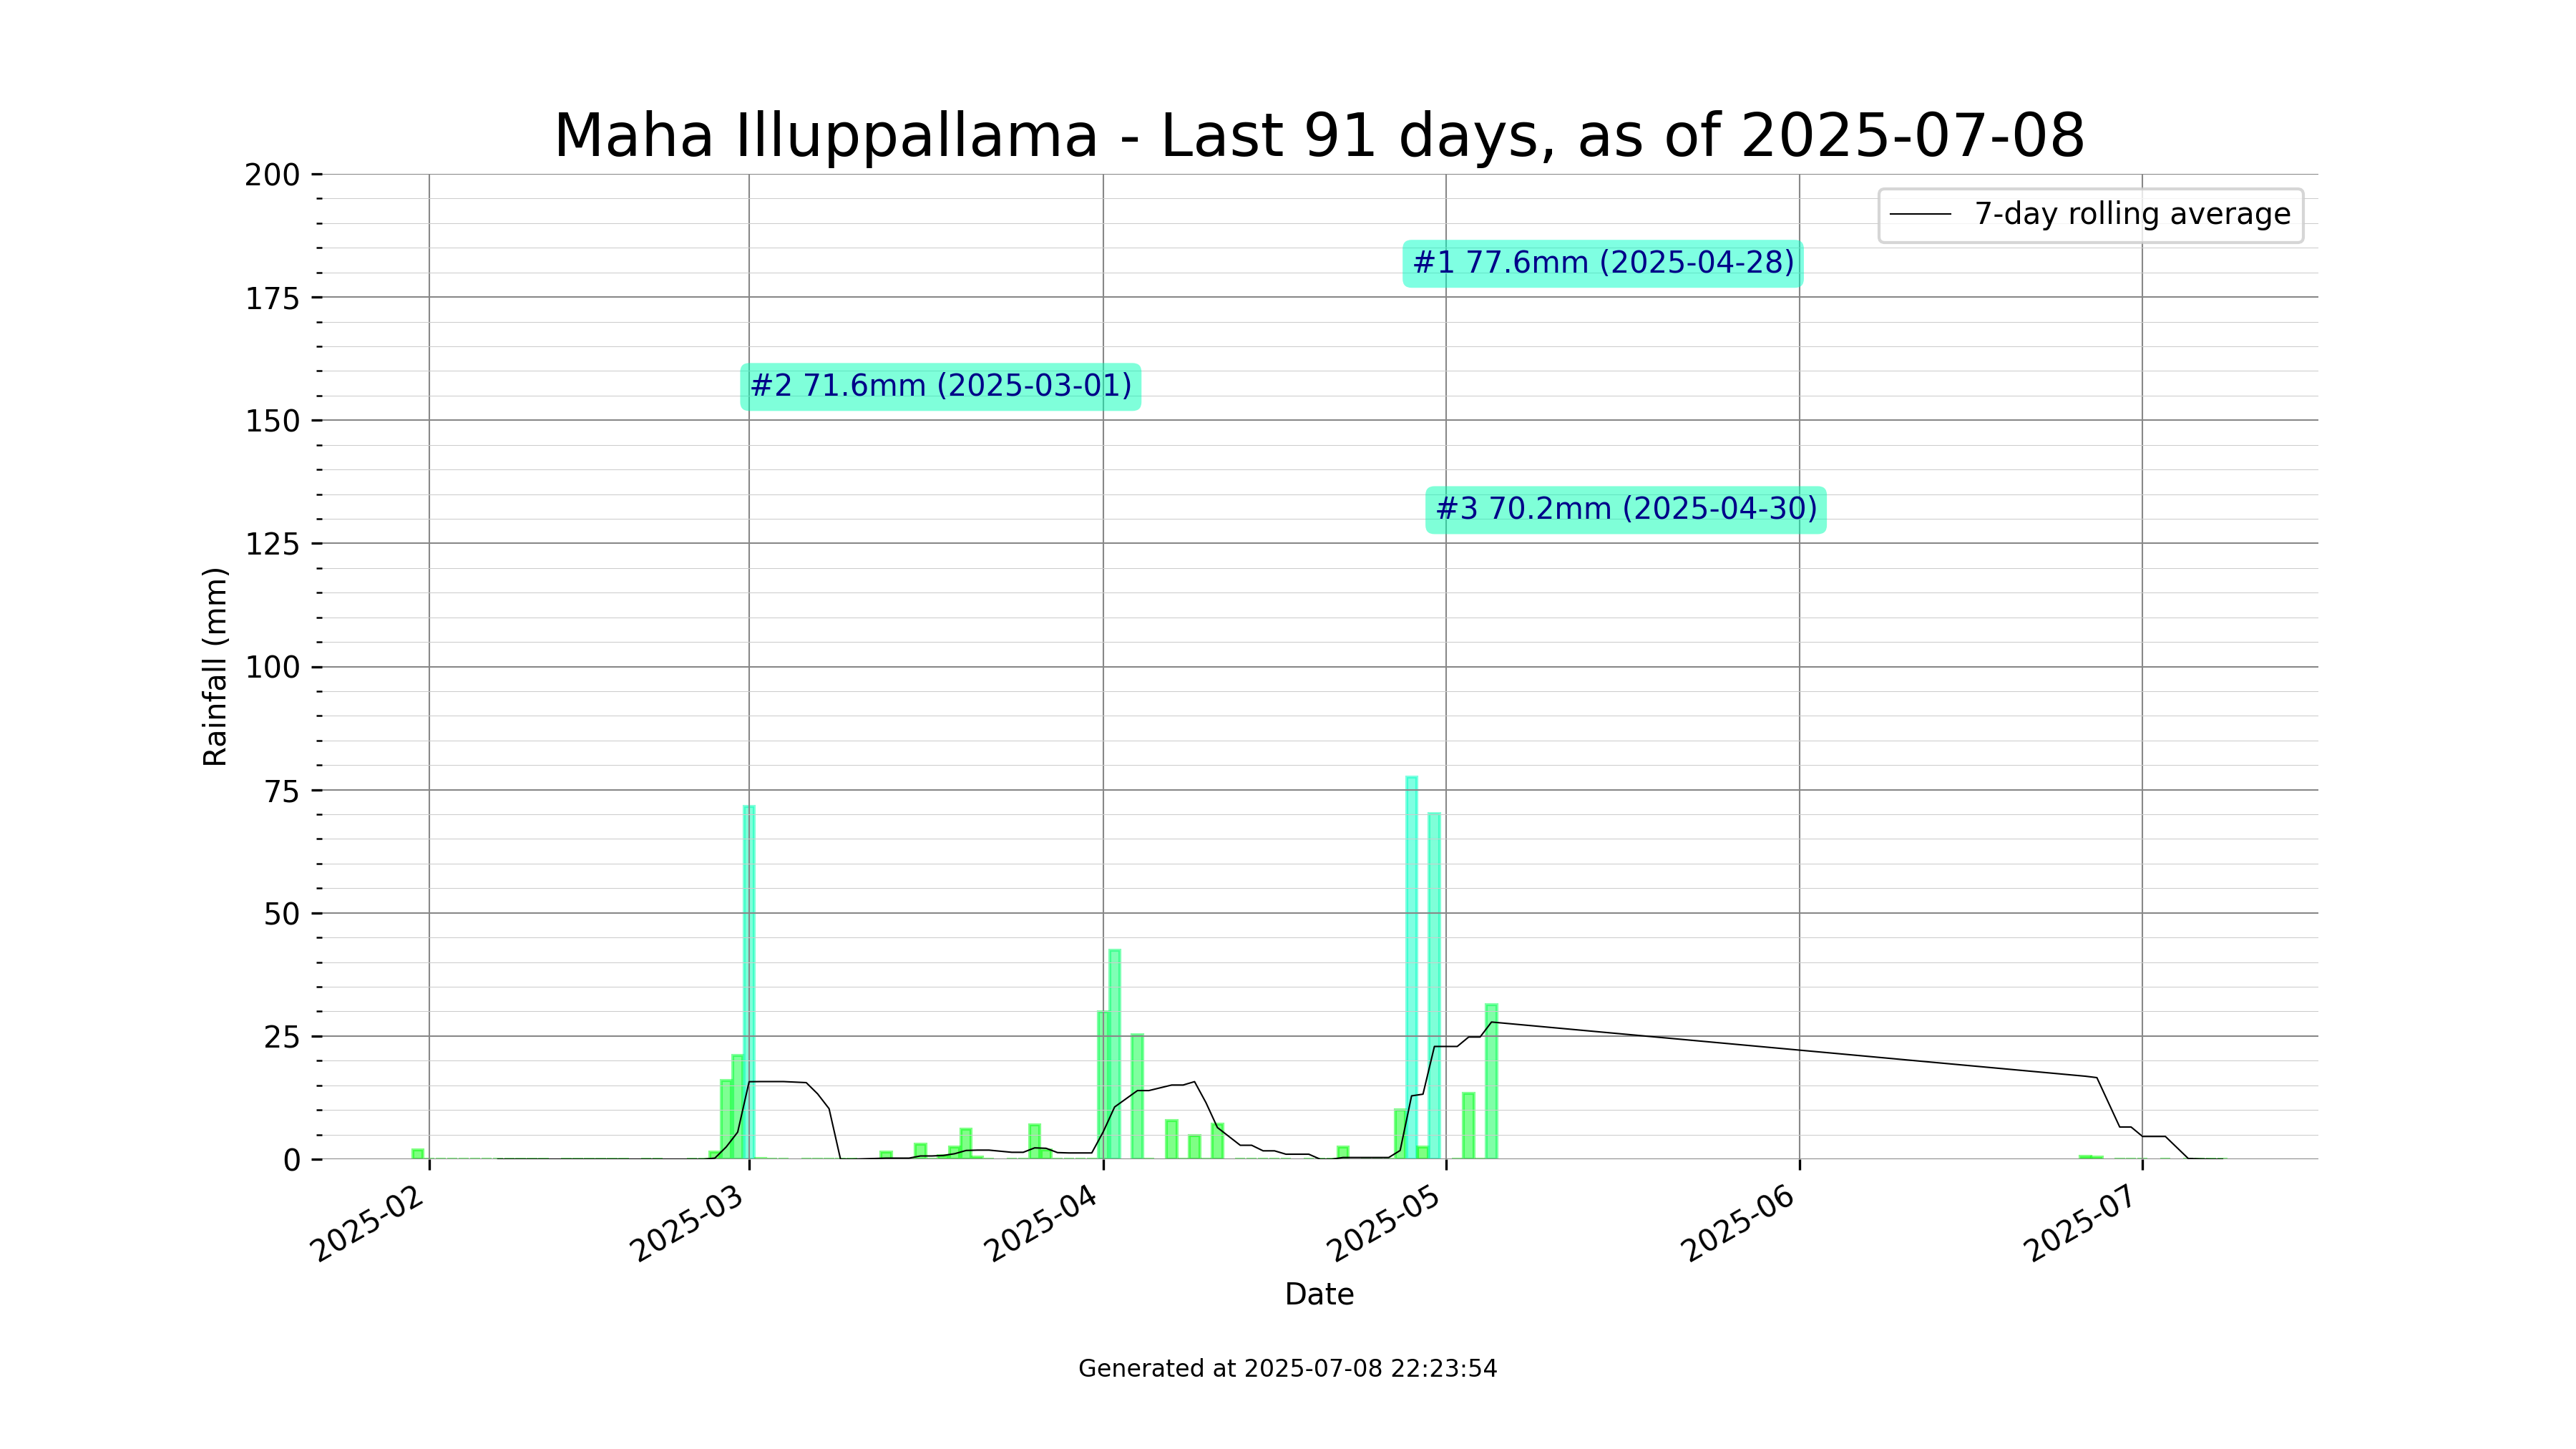 Maha Illuppallama - Last 91 days, as of 2025-07-08
200
175
150
125
100
75
50
25
0
Rainfall (mm)
7-day rolling average
#1 77.6mm (2025-04-28)
#2 71.6mm (2025-03-01)
#3 70.2mm (2025-04-30)
2025-02
2025-03
2025-04
2025-05
2025-06
2025-07
Date
Generated at 2025-07-08 22:23:54